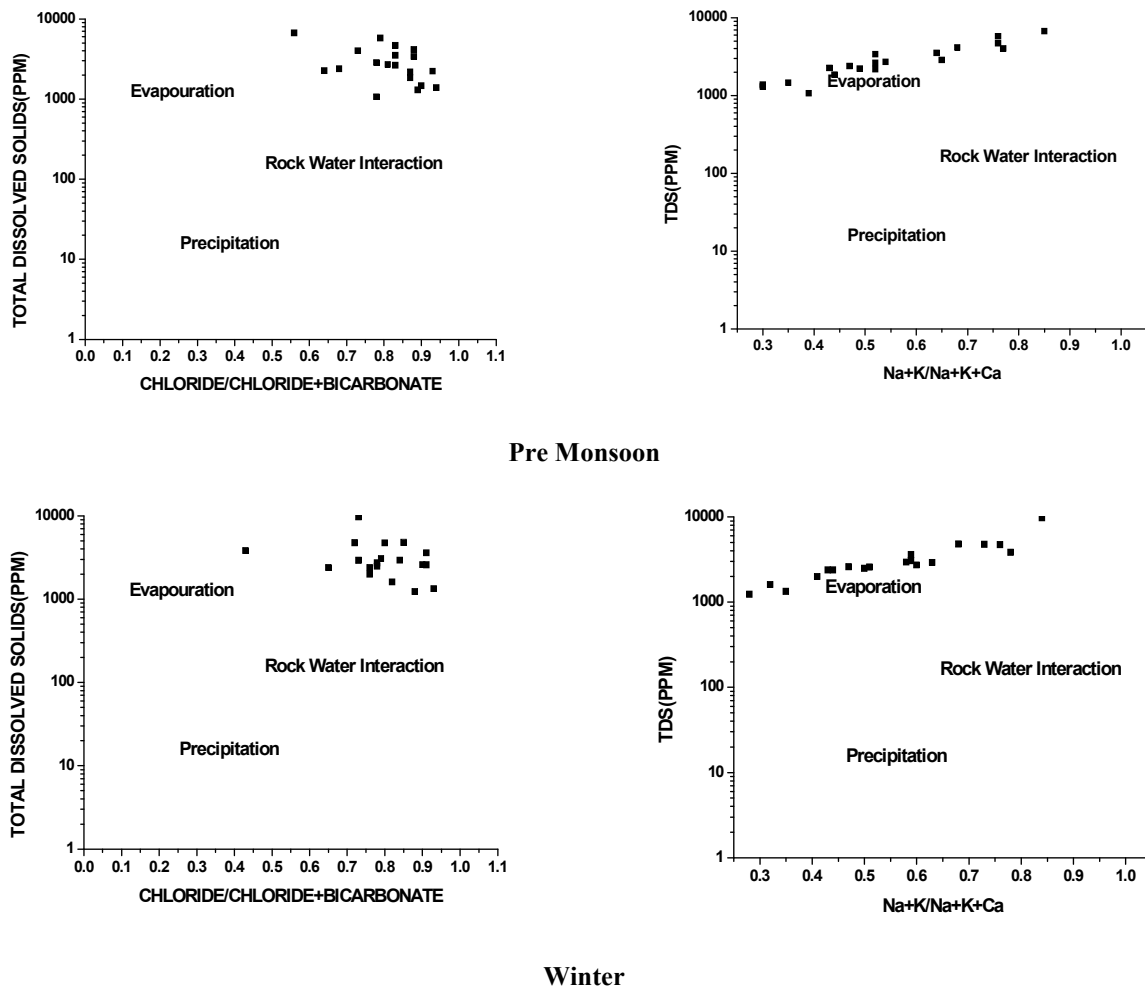 10000
1000
100
10
1
TOTAL DISSOLVED SOLIDS(PPM)
Evapouration
Rock Water Interaction
Precipitation
0.0 0.1 0.2 0.3 0.4 0.5 0.6 0.7 0.8 0.9 1.0 1.1
CHLORIDE/CHLORIDE+BICARBONATE
10000
1000
100
10
1
TDS(PPM)
Evaporation
Rock Water Interaction
Precipitation
0.3 0.4 0.5 0.6 0.7 0.8 0.9 1.0
Na+K/Na+K+Ca
Pre Monsoon
10000
1000
100
10
1
TOTAL DISSOLVED SOLIDS(PPM)
Evapouration
Rock Water Interaction
Precipitation
0.0 0.1 0.2 0.3 0.4 0.5 0.6 0.7 0.8 0.9 1.0 1.1
CHLORIDE/CHLORIDE+BICARBONATE
10000
1000
100
10
1
TDS(PPM)
Evaporation
Rock Water Interaction
Precipitation
0.3 0.4 0.5 0.6 0.7 0.8 0.9 1.0
Na+K/Na+K+Ca
Winter